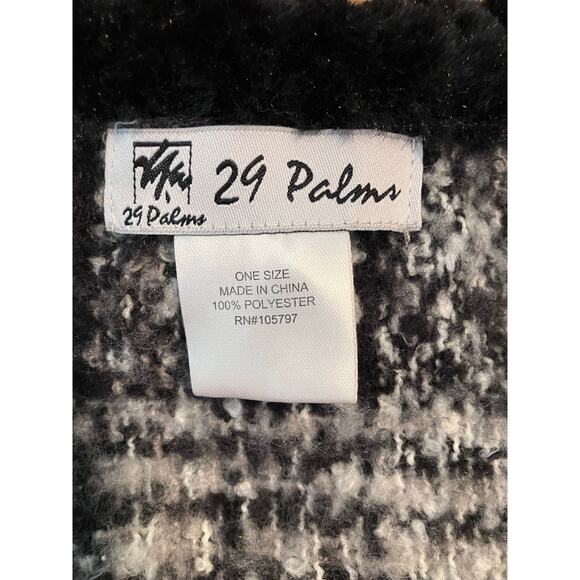 29 Palms
29 Palms
ONE SIZE
MADE IN CHINA
100% POLYESTER
RN#105797